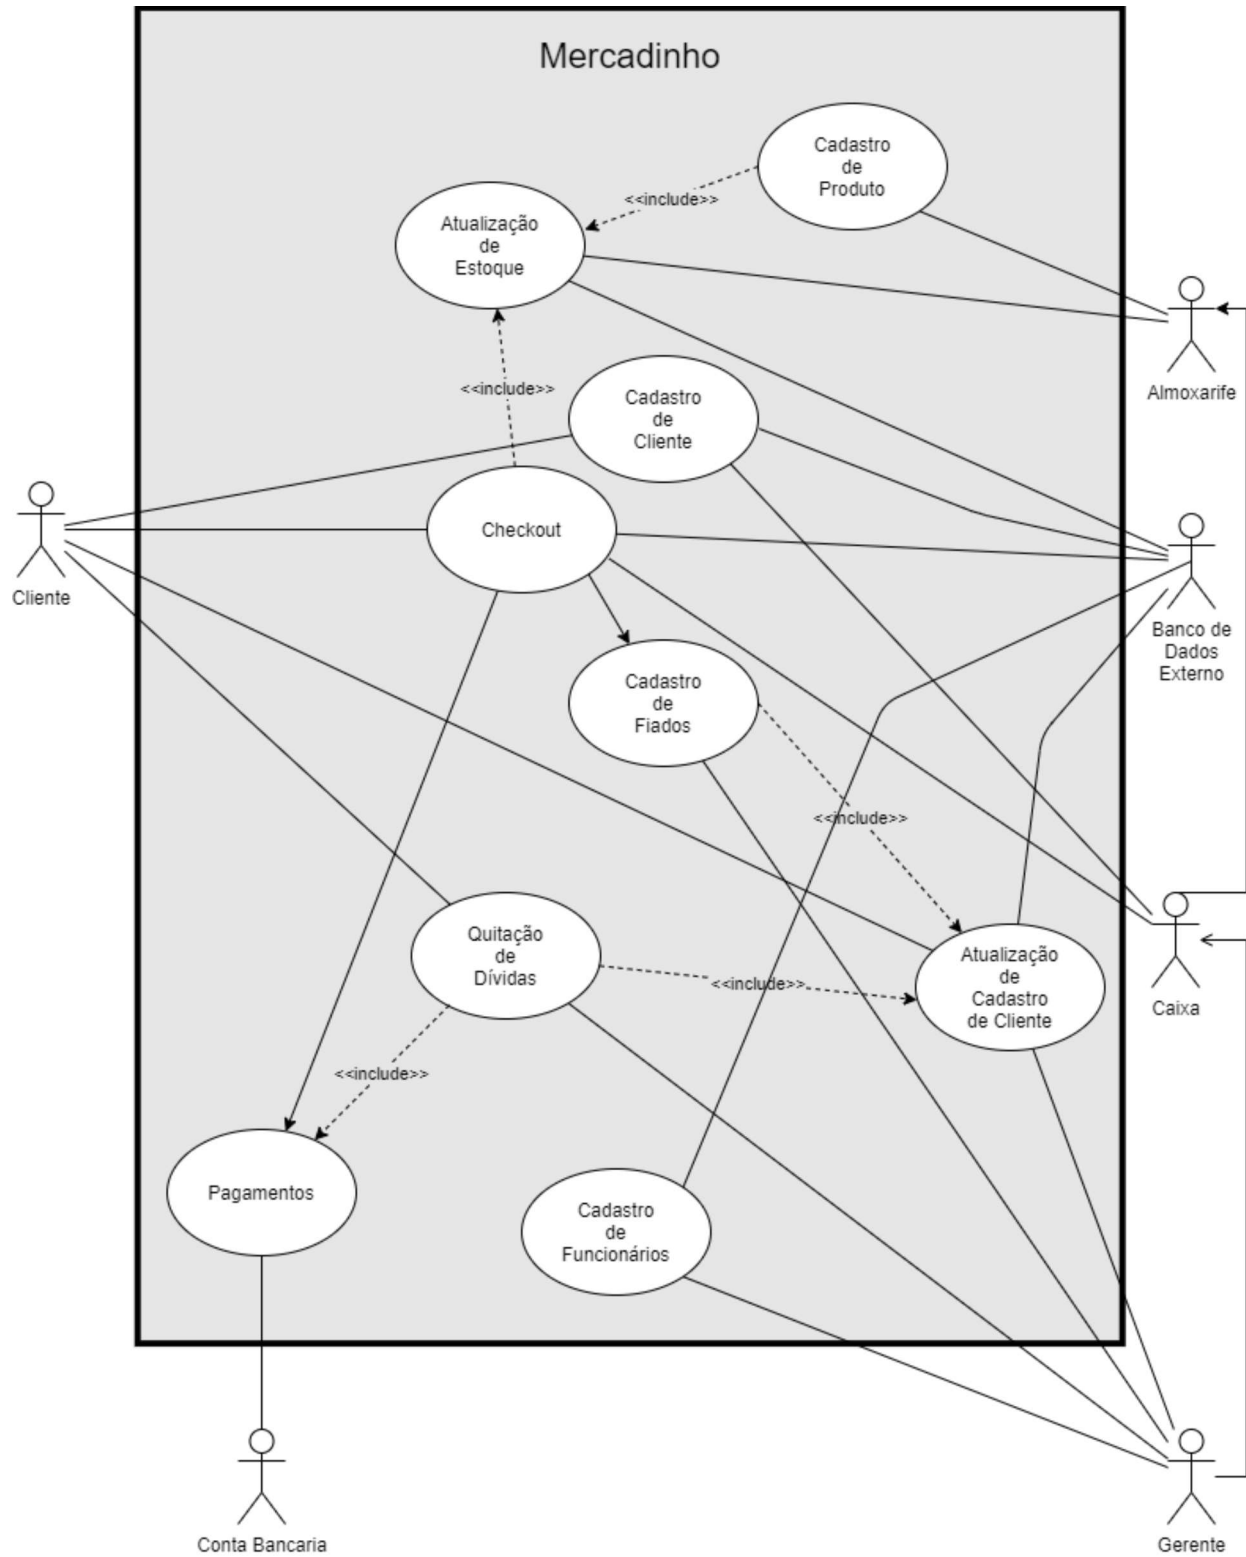 Mercadinho
Cadastro
de
Produto
<<include>>
Atualização
de
Estoque
Almoxarife
<<include>>
Cadastro
de
Cliente
Checkout
Cliente
Banco de
Dados
Externo
Cadastro
de
Fiados
<<include>>
Quitação
de
Dívidas
<<include>>
Atualização
de
Cadastro
de Cliente
Caixa
<<include>>
Pagamentos
Cadastro
de
Funcionários
Conta Bancaria
Gerente